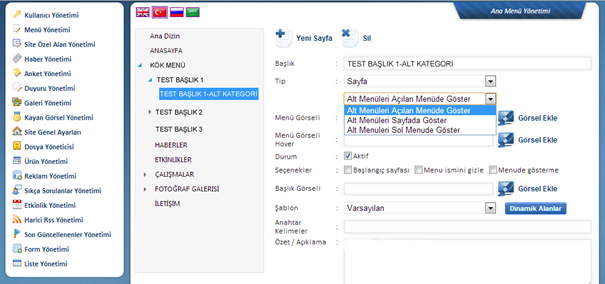 Kullanıcı Yönetimi
Menü Yönetimi
Site Özel Alan Yönetimi
Haber Yönetimi
Anket Yönetimi
Duyuru Yönetimi
Galeri Yönetimi
Kayan Görsel Yönetimi
Site Genel Ayarları
Dosya Yöneticisi
Ürün Yönetimi
Reklam Yönetimi
Sıkça Sorulanlar Yönetimi
Etkinlik Yönetimi
Harici Rss Yönetimi
Son Güncellenenler Yönetimi
Form Yönetimi
Liste Yönetimi
Ana Dizin
ANASAYFA
KÖK MENÜ
TEST BAŞLIK 1
TEST BAŞLIK 1-ALT KATEGORİ
TEST BAŞLIK 2
TEST BAŞLIK 3
HABERLER
ETKİNLİKLER
ÇALIŞMALAR
FOTOĞRAF GALERİSİ
İLETİŞİM
Ana Menü Yönetimi
Yeni Sayfa Sil
Başlık : TEST BAŞLIK 1-ALT KATEGORİ
Tip : Sayfa
Alt Menüleri Açılan Menüde Göster
Alt Menüleri Açılan Menüde Göster
Alt Menüleri Sayfada Göster
Alt Menuleri Sol Menude Göster
Menü Görseli : Görsel Ekle
Menü Görseli Hover : Görsel Ekle
Durum : Aktif
Seçenekler : Başlangıç sayfası Menu ismini gizle Menude gösterme
Başlık Görseli : Görsel Ekle
Şablon : Varsayılan Dinamik Alanlar
Anahtar Kelimeler :
Özet / Açıklama :